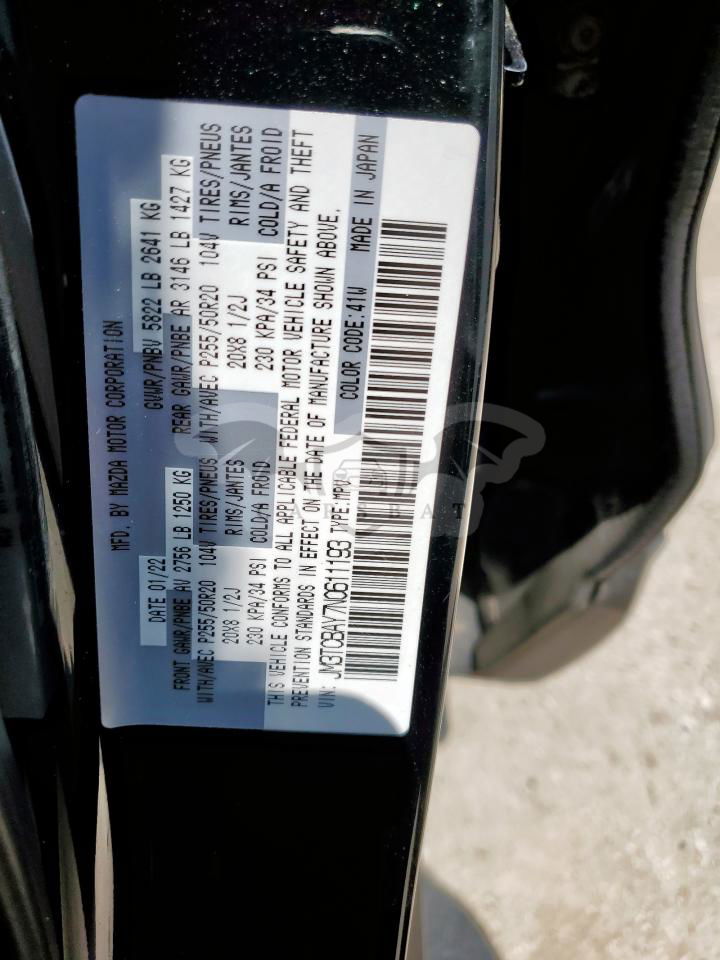 MFD. BY MAZDA MOTOR CORPORATION
DATE 01/22 GVWR/PNBV 5822 LB 2641 KG
FRONT GAWR/PNBE AV 2756 LB 1250 KG REAR GAWR/PNBE AR 3146 LB 1427 KG
WITH/AVEC P255/50R20 104V TIRES/PNEUS WITH/AVEC P255/50R20 104V TIRES/PNEUS
20X8 1/2J RIMS/JANTES 20X8 1/2J RIMS/JANTES
230 KPA/34 PSI COLD/A FROID 230 KPA/34 PSI COLD/A FROID
THIS VEHICLE CONFORMS TO ALL APPLICABLE FEDERAL MOTOR VEHICLE SAFETY AND THEFT
PREVENTION STANDARDS IN EFFECT ON THE DATE OF MANUFACTURE SHOWN ABOVE.
VIN: JM3TCBAY7N0611193 TYPE:MPV COLOR CODE:41W MADE IN JAPAN